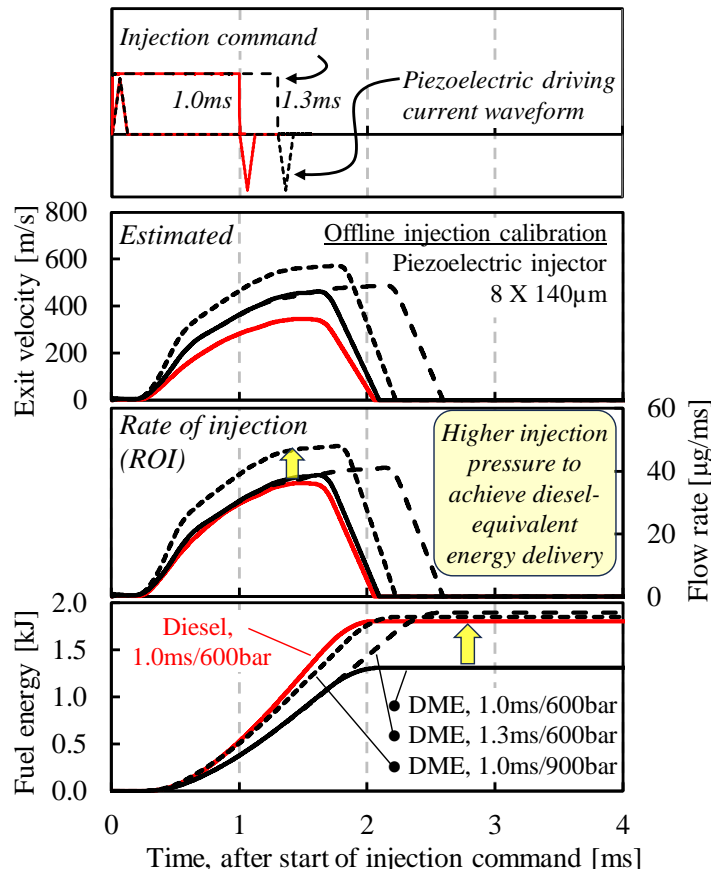 Injection command
1.0ms
1.3ms
Piezoelectric driving
current waveform
Exit velocity [m/s]
800
600
400
200
0
Estimated
Offline injection calibration
Piezoelectric injector
8 X 140µm
Rate of injection
(ROI)
Higher injection
pressure to
achieve diesel-
equivalent
energy delivery
60
40
20
0
Flow rate [µg/ms]
Fuel energy [kJ]
2.0
1.5
1.0
0.5
0.0
Diesel,
1.0ms/600bar
DME, 1.0ms/600bar
DME, 1.3ms/600bar
DME, 1.0ms/900bar
0 1 2 3 4
Time, after start of injection command [ms]